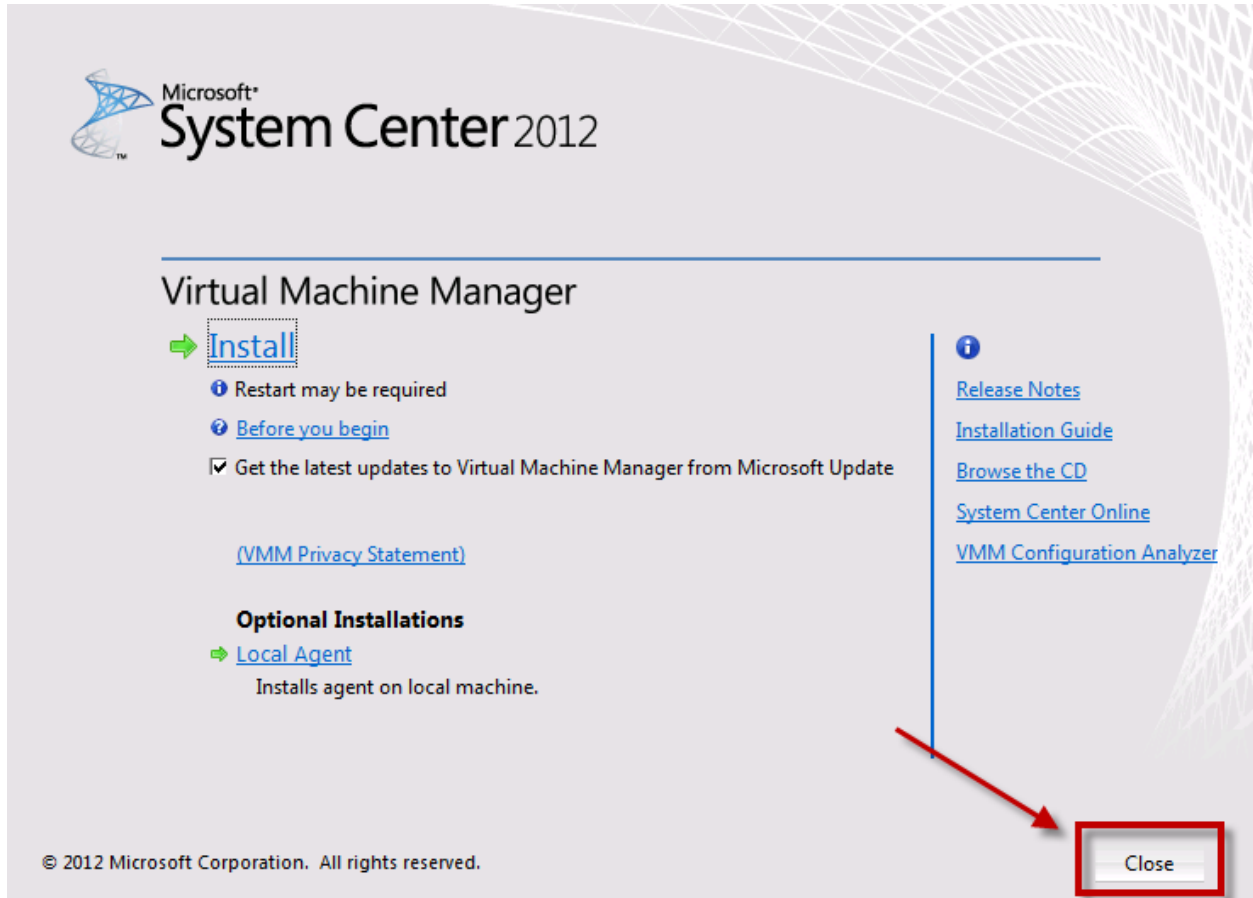 Microsoft®
System Center 2012
TM
Virtual Machine Manager
Install
Restart may be required
Before you begin
Get the latest updates to Virtual Machine Manager from Microsoft Update
(VMM Privacy Statement)
Optional Installations
Local Agent
Installs agent on local machine.
Release Notes
Installation Guide
Browse the CD
System Center Online
VMM Configuration Analyzer
© 2012 Microsoft Corporation. All rights reserved.
Close